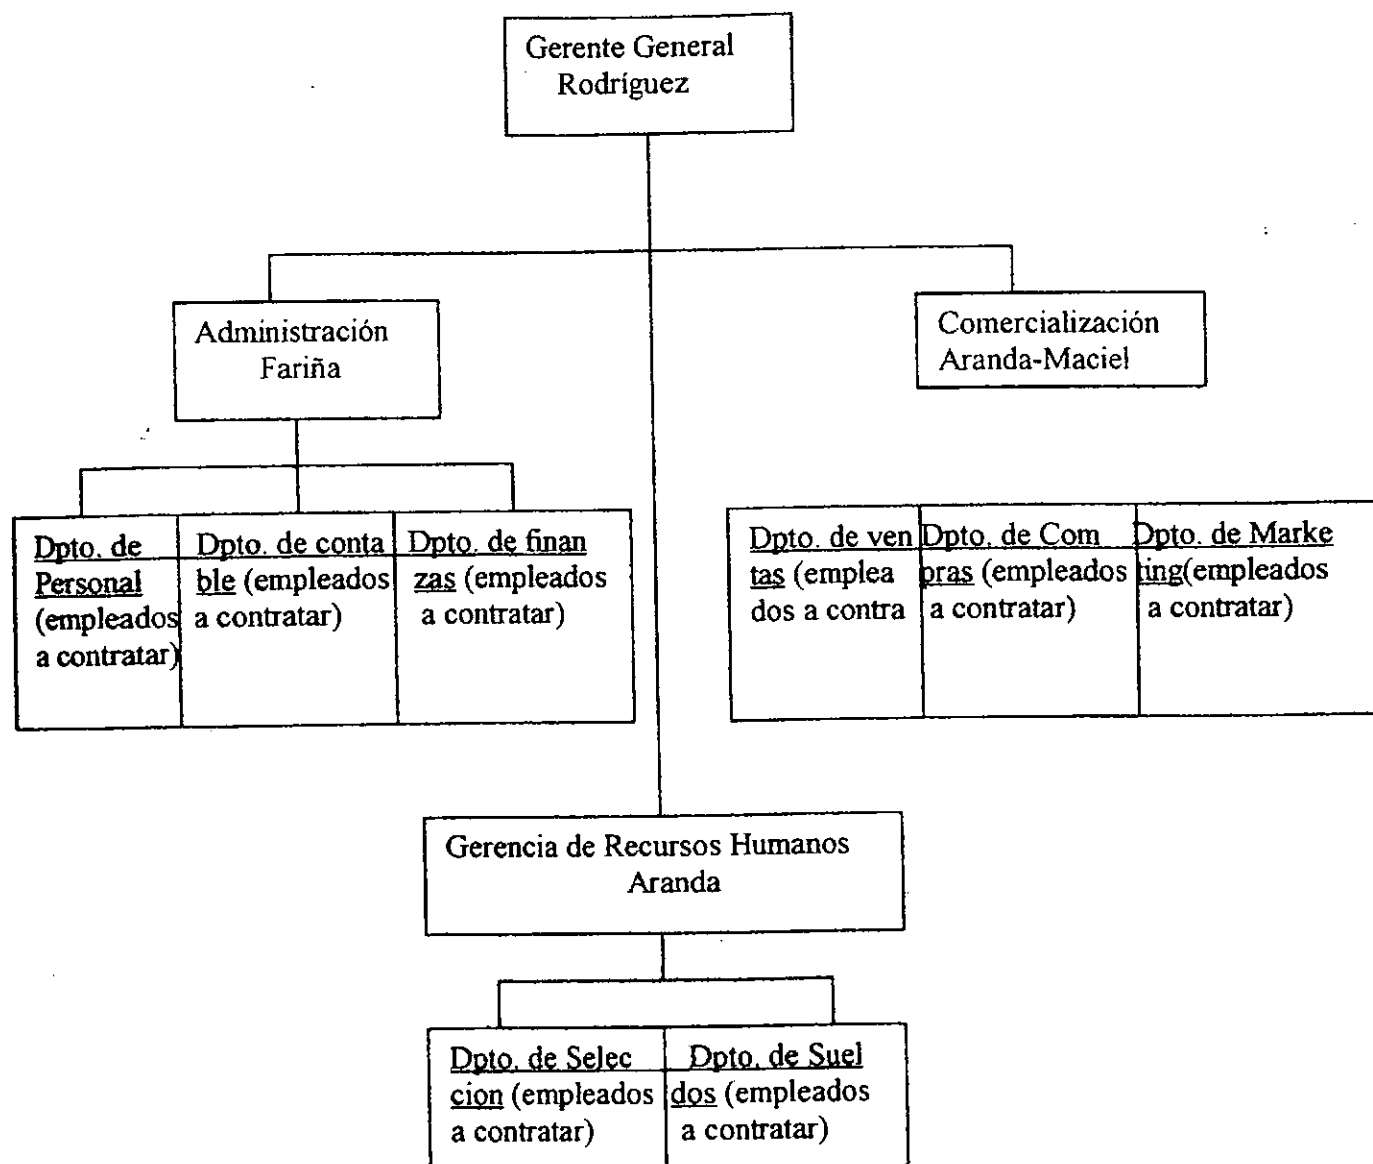 Gerente General
Rodríguez
Administración
Fariña
Comercialización
Aranda-Maciel
Dpto. de
Personal
(empleados
a contratar)
Dpto. de conta
ble (empleados
a contratar)
Dpto. de finan
zas (empleados
a contratar)
Dpto. de ven
tas (emplea
dos a contra
Dpto. de Com
pras (empleados
a contratar)
Dpto. de Marke
ting(empleados
a contratar)
Gerencia de Recursos Humanos
Aranda
Dpto. de Selec
cion (empleados
a contratar)
Dpto. de Suel
dos (empleados
a contratar)